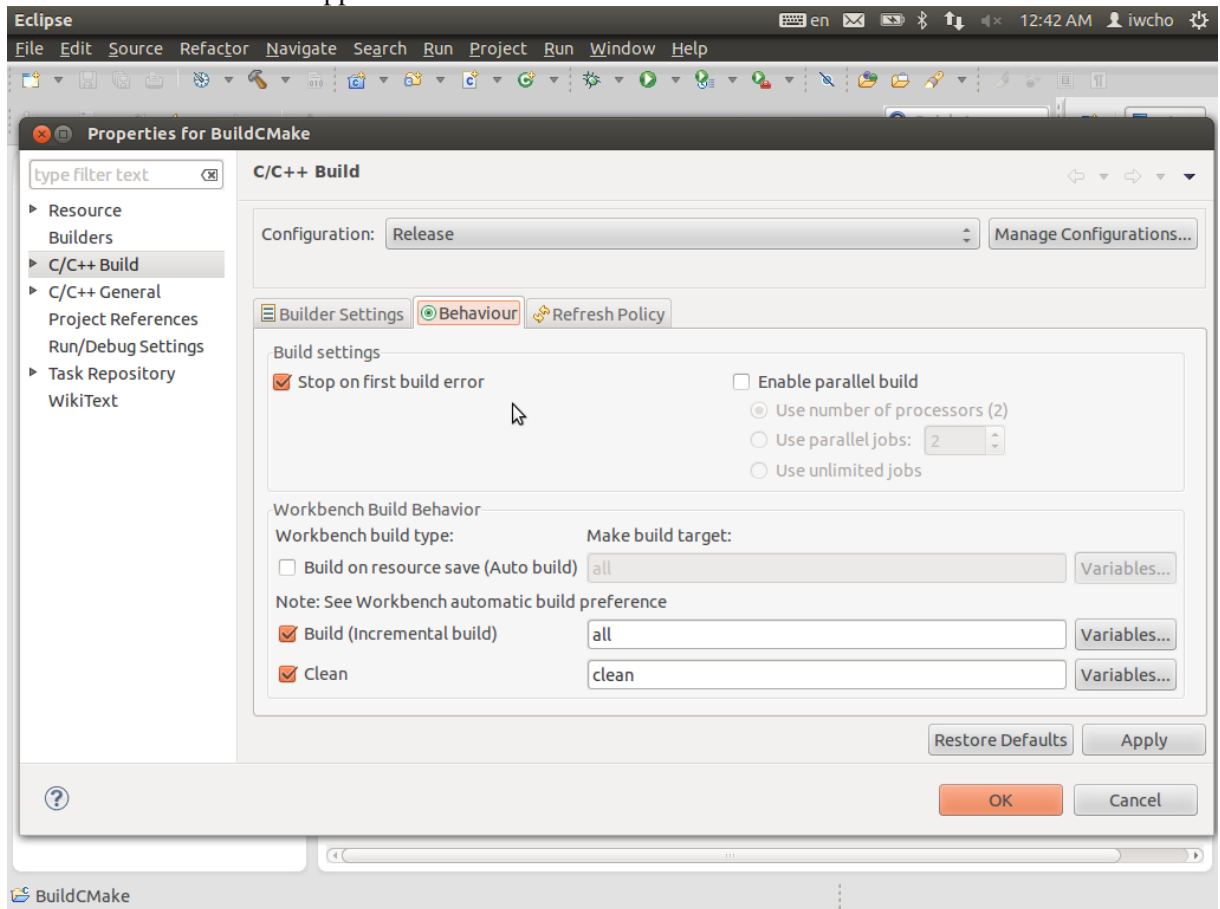 Eclipse en 12:42 AM iwcho
File Edit Source Refactor Navigate Search Run Project Run Window Help
Properties for BuildCMake
type filter text
Resource
Builders
C/C++ Build
C/C++ General
Project References
Run/Debug Settings
Task Repository
WikiText
C/C++ Build
Configuration: Release Manage Configurations...
Builder Settings Behaviour Refresh Policy
Build settings
Stop on first build error Enable parallel build
Use number of processors (2)
Use parallel jobs: 2
Use unlimited jobs
Workbench Build Behavior
Workbench build type: Make build target:
Build on resource save (Auto build) all Variables...
Note: See Workbench automatic build preference
Build (Incremental build) all Variables...
Clean clean Variables...
Restore Defaults Apply
OK Cancel
BuildCMake